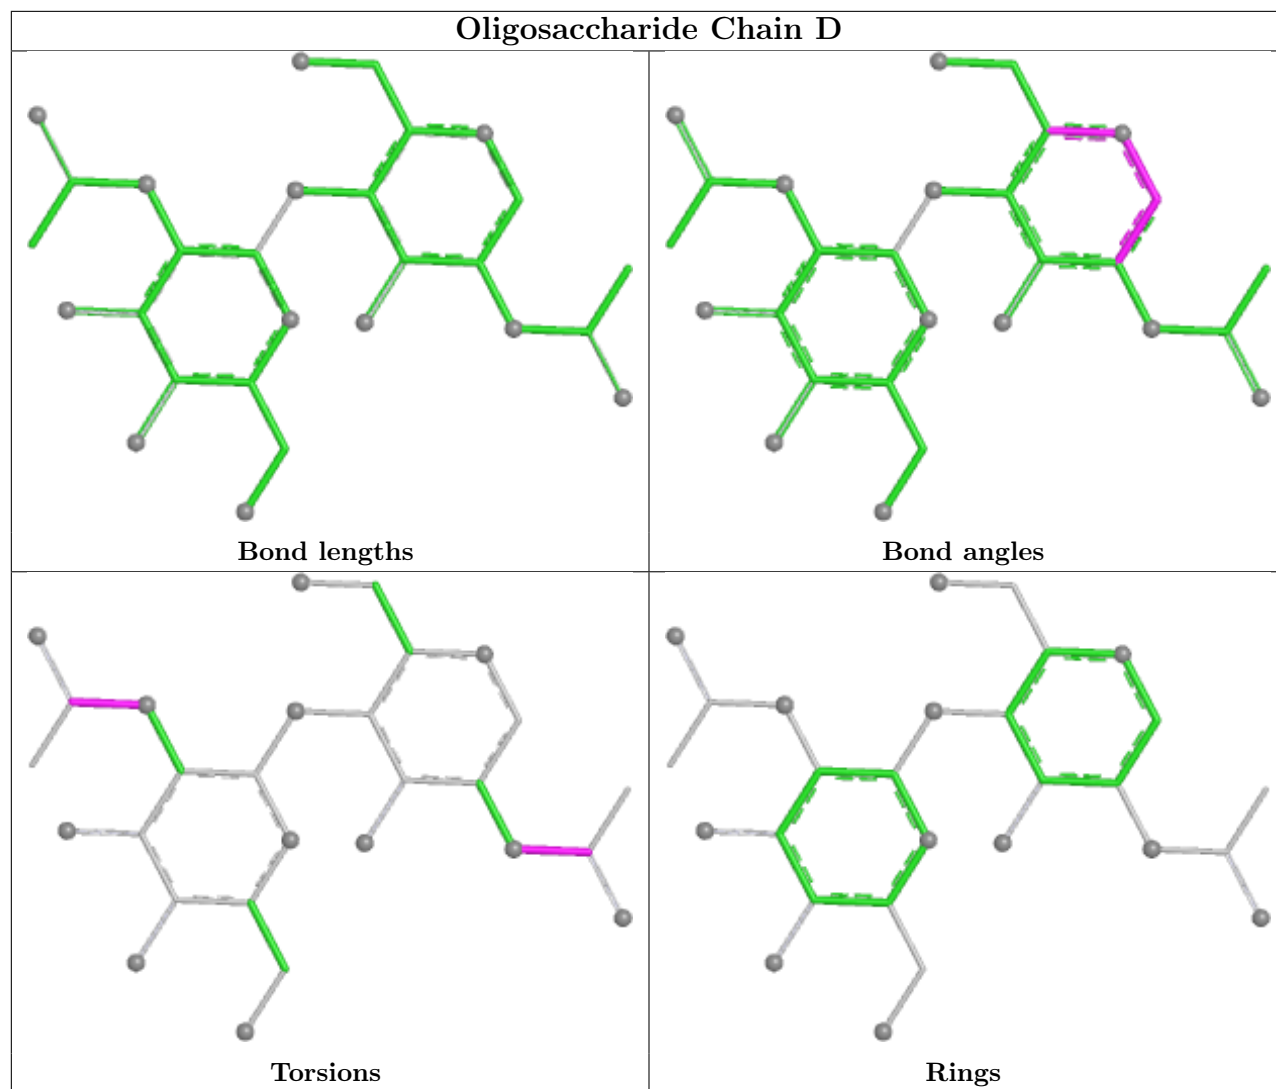 Oligosaccharide Chain D
Bond lengths
Bond angles
Torsions
Rings